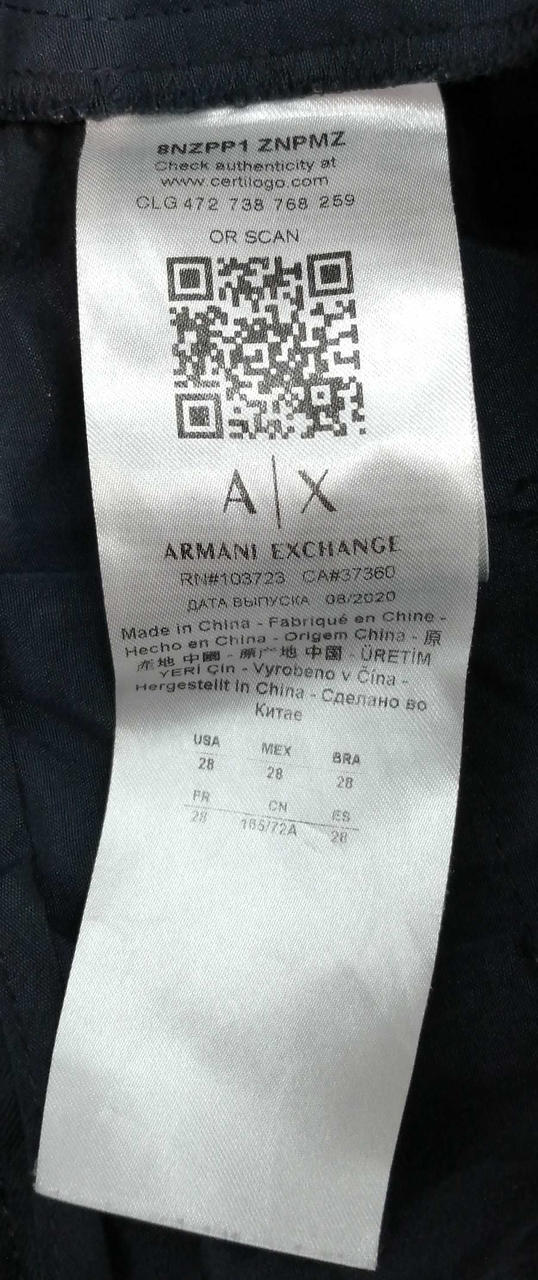 8NZPP1 ZNPMZ
Check authenticity at
www.certilogo.com
CLG 472 738 768 259
OR SCAN
A|X
ARMANI EXCHANGE
RN#103723 CA#37360
ДАТА ВЫПУСКА 08/2020
Made in China - Fabriqué en Chine -
Hecho en China - Origem China - 原
產地 中國 - 原产地 中国 - ÜRETİM
YERİ Çin - Vyrobeno v Čína -
Hergestellt in China - Сделано во
Китае
USA MEX BRA
28 28 28
FR CN ES
28 165/72A 28